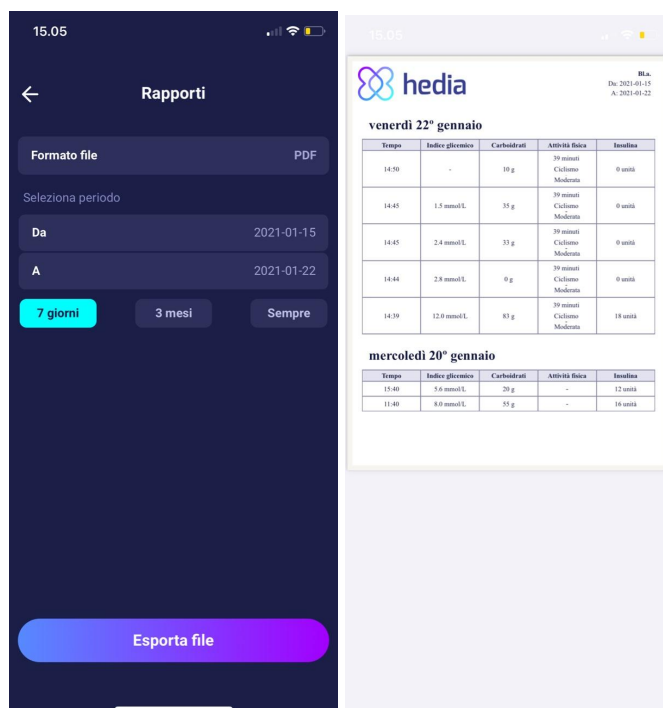 15.05
Rapporti
Formato file PDF
Seleziona periodo
Da 2021-01-15
A 2021-01-22
7 giorni 3 mesi Sempre
Esporta file
15.05
hedia
BLa.
Da: 2021-01-15
A: 2021-01-22
venerdì 22º gennaio
Tempo Indice glicemico Carboidrati Attività fisica Insulina
14:50 - 10 g 39 minuti Ciclismo Moderata 0 unità
14:45 1.5 mmol/L 35 g 39 minuti Ciclismo Moderata 0 unità
14:45 2.4 mmol/L 33 g 39 minuti Ciclismo Moderata 0 unità
14:44 2.8 mmol/L 0 g 39 minuti Ciclismo Moderata 0 unità
14:39 12.0 mmol/L 83 g 39 minuti Ciclismo Moderata 18 unità
mercoledì 20º gennaio
Tempo Indice glicemico Carboidrati Attività fisica Insulina
15:40 5.6 mmol/L 20 g - 12 unità
11:40 8.0 mmol/L 55 g - 16 unità